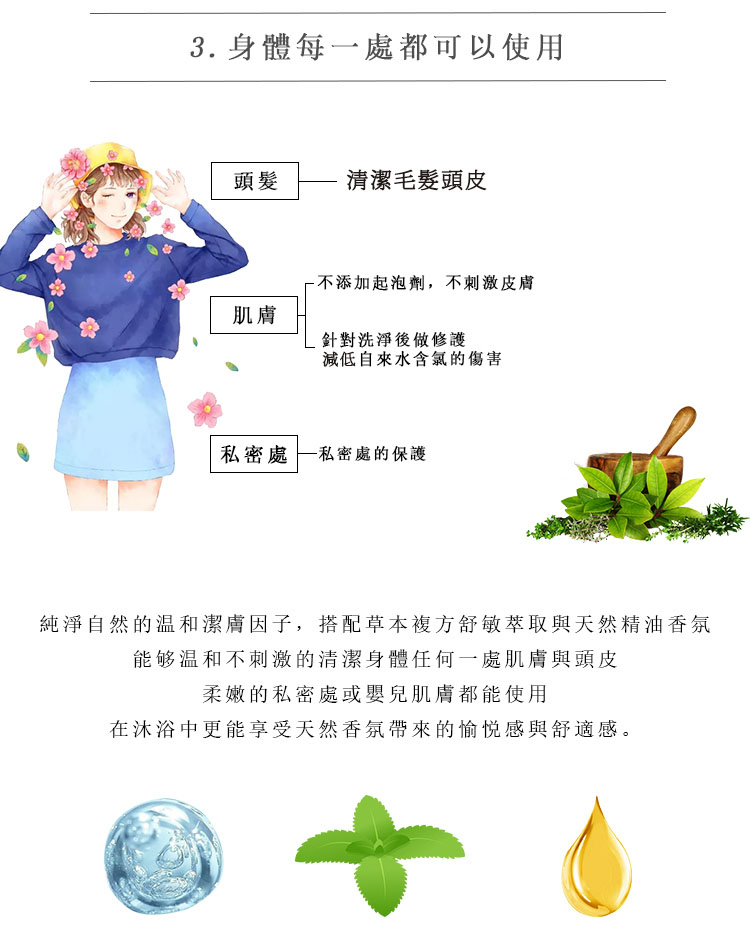 3. 身體每一處都可以使用
頭髮
清潔毛髮頭皮
肌膚
不添加起泡劑，不刺激皮膚
針對洗淨後做修護
減低自來水含氯的傷害
私密處
私密處的保護
純淨自然的温和潔膚因子，搭配草本複方舒敏萃取與天然精油香氛
能够温和不刺激的清潔身體任何一處肌膚與頭皮
柔嫩的私密處或嬰兒肌膚都能使用
在沐浴中更能享受天然香氛帶來的愉悦感與舒適感。